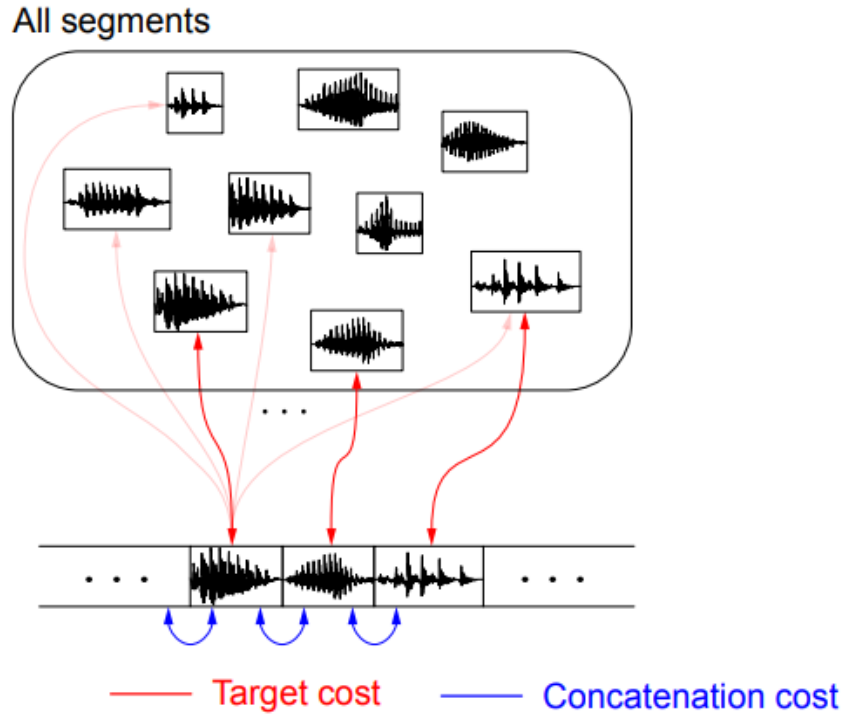 All segments
. . .
. . .
. . .
Target cost
Concatenation cost